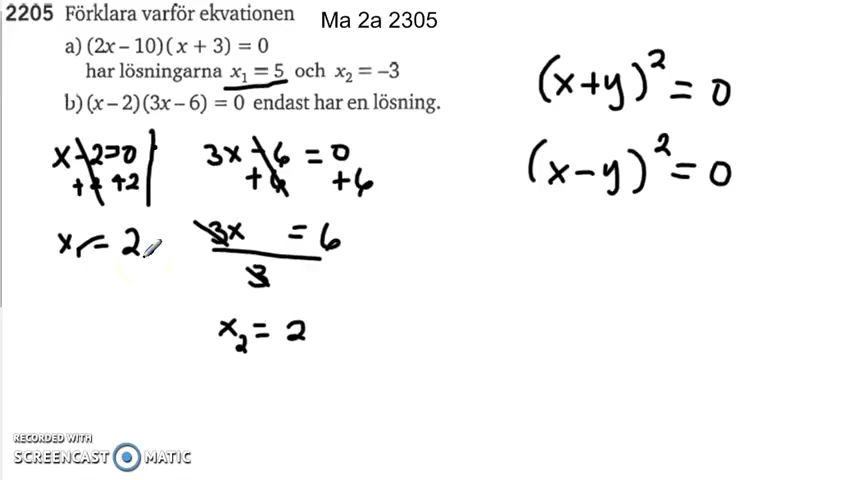 2205 Förklara varför ekvationen
Ma 2a 2305
a) (2x – 10)(x + 3) = 0
har lösningarna x₁ = 5 och x₂ = –3
b) (x – 2)(3x – 6) = 0 endast har en lösning.
(x+y)² = 0
(x-y)² = 0
x - 2 = 0
+2 +2
x₁ = 2
3x - 6 = 0
+6 +6
3x = 6
3
x₂ = 2
RECORDED WITH
SCREENCAST MATIC